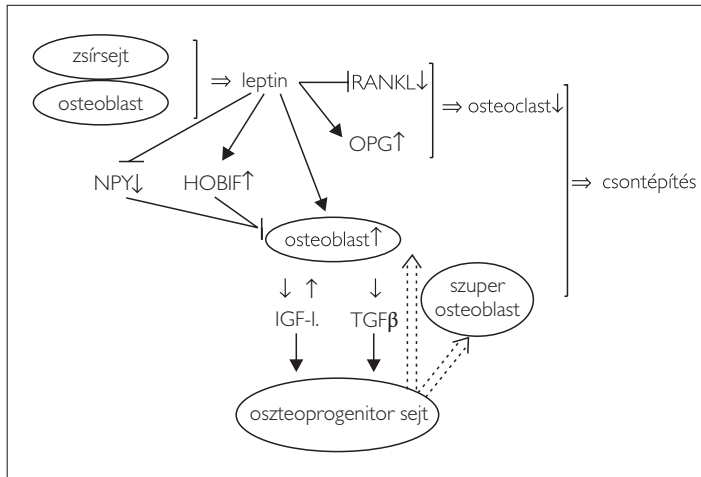 zsírsejt
osteoblast
⇒ leptin
RANKL↓
OPG↑
⇒ osteoclast↓
⇒ csontépítés
NPY↓
HOBIF↑
osteoblast↑
↓ ↑
↓
IGF-I.
TGFβ
szuper
osteoblast
oszteoprogenitor sejt